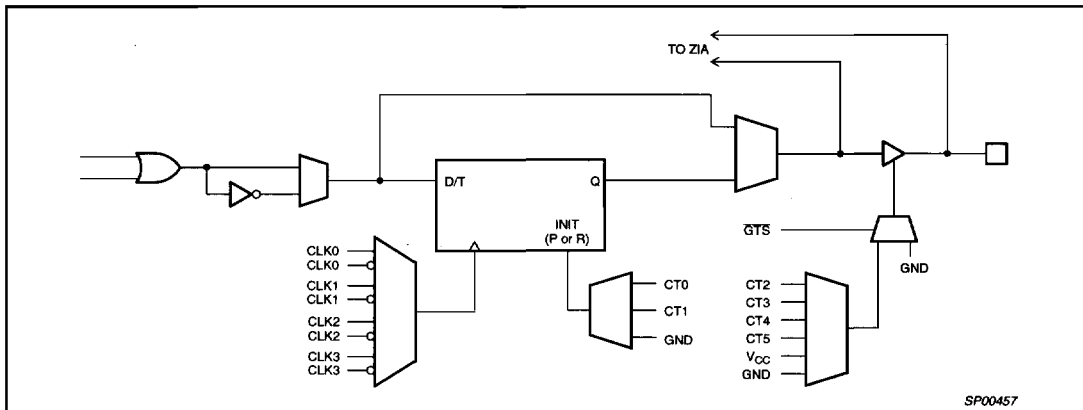 TO ZIA
D/T
Q
INIT
(P or R)
GTS
GND
CLK0
CLK0
CLK1
CLK1
CLK2
CLK2
CLK3
CLK3
CT0
CT1
GND
CT2
CT3
CT4
CT5
VCC
GND
SP00457